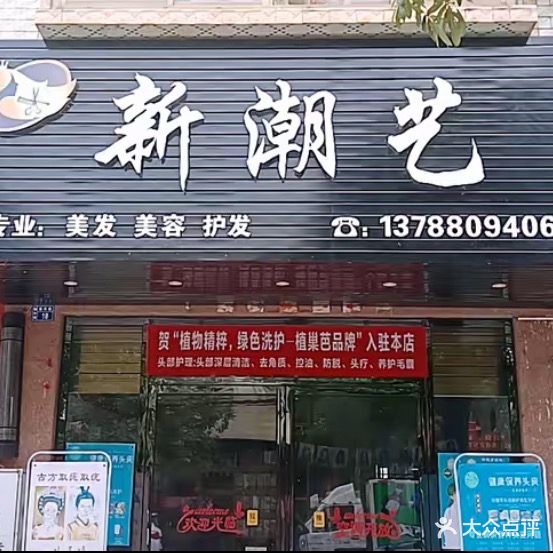 新潮艺
专业: 美发 美容 护发 ☎: 1378809406
贺“植物精粹,绿色洗护—植巢芭品牌”入驻本店
头部护理:头部深层清洁、去角质、控油、防脱、头疗、养护毛囊
古方取民取优
健康保养头皮
welcome
欢迎光临
大众点评